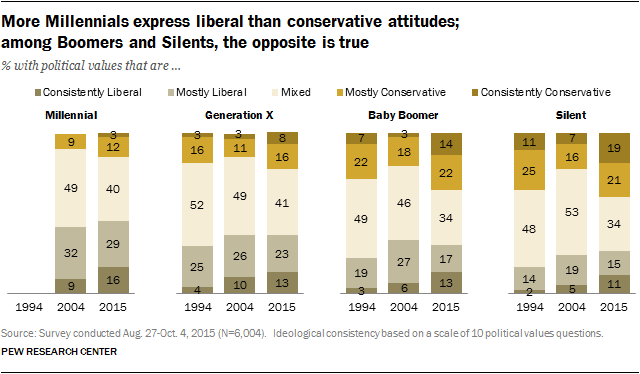 More Millennials express liberal than conservative attitudes;
among Boomers and Silents, the opposite is true
% with political values that are ...
Consistently Liberal Mostly Liberal Mixed Mostly Conservative Consistently Conservative
Millennial Generation X Baby Boomer Silent
3 3 3 8 7 3 14 11 7 19
9 12 16 11 16 22 18 22 25 16 21
49 40 52 49 41 49 46 34 48 53 34
32 29 25 26 23 19 27 17 14 19 15
9 16 4 10 13 3 6 13 2 5 11
1994 2004 2015 1994 2004 2015 1994 2004 2015 1994 2004 2015
Source: Survey conducted Aug. 27-Oct. 4, 2015 (N=6,004). Ideological consistency based on a scale of 10 political values questions.
PEW RESEARCH CENTER